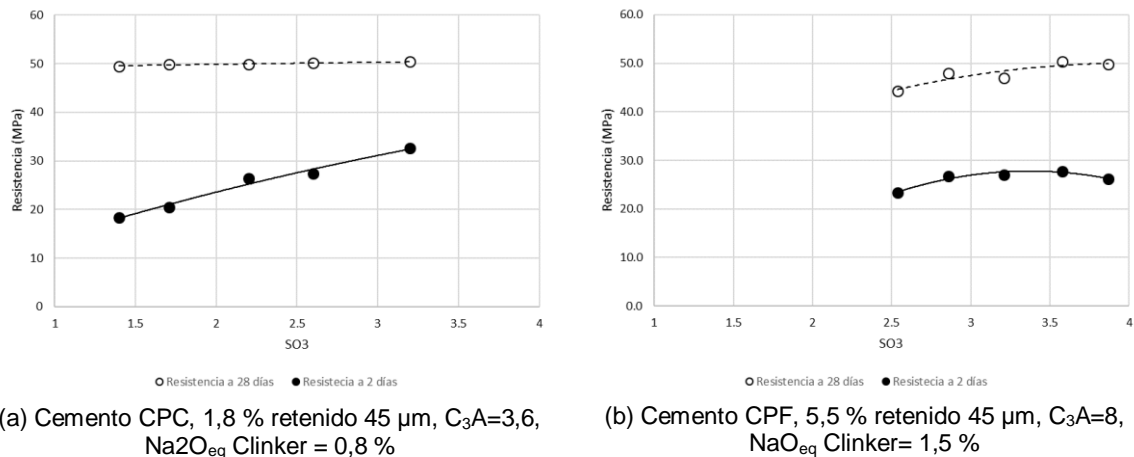 60
50
40
30
20
10
0
Resistencia (MPa)
1 1.5 2 2.5 3 3.5 4
SO3
Resistencia a 28 días Resistecia a 2 días
(a) Cemento CPC, 1,8 % retenido 45 µm, C₃A=3,6,
Na2Oeq Clinker = 0,8 %
60.0
50.0
40.0
30.0
20.0
10.0
0.0
Resistencia (MPa)
1 1.5 2 2.5 3 3.5 4
SO3
Resistencia a 28 días Resistecia a 2 días
(b) Cemento CPF, 5,5 % retenido 45 µm, C₃A=8,
NaOeq Clinker= 1,5 %